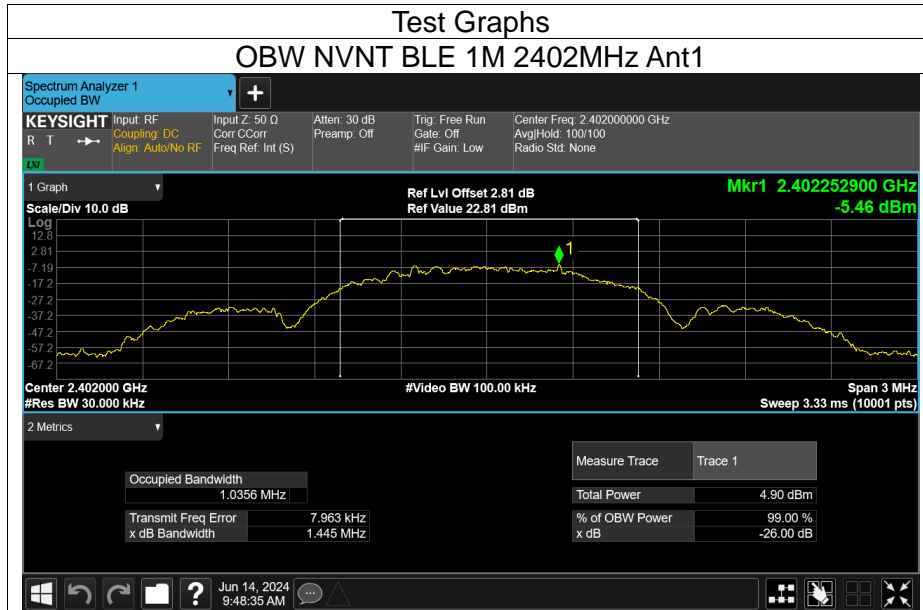 Test Graphs
OBW NVNT BLE 1M 2402MHz Ant1
Spectrum Analyzer 1
Occupied BW
+
KEYSIGHT
R T
LXI
Input: RF
Coupling: DC
Align: Auto/No RF
Input Z: 50 Ω
Corr CCorr
Freq Ref: Int (S)
Atten: 30 dB
Preamp: Off
Trig: Free Run
Gate: Off
#IF Gain: Low
Center Freq: 2.402000000 GHz
Avg|Hold: 100/100
Radio Std: None
1 Graph
Scale/Div 10.0 dB
Ref Lvl Offset 2.81 dB
Ref Value 22.81 dBm
Mkr1 2.402252900 GHz
-5.46 dBm
Log
12.8
2.81
-7.19
-17.2
-27.2
-37.2
-47.2
-57.2
-67.2
1
Center 2.402000 GHz
#Res BW 30.000 kHz
#Video BW 100.00 kHz
Span 3 MHz
Sweep 3.33 ms (10001 pts)
2 Metrics
Occupied Bandwidth
1.0356 MHz
Transmit Freq Error 7.963 kHz
x dB Bandwidth 1.445 MHz
Measure Trace Trace 1
Total Power 4.90 dBm
% of OBW Power 99.00 %
x dB -26.00 dB
?
Jun 14, 2024
9:48:35 AM